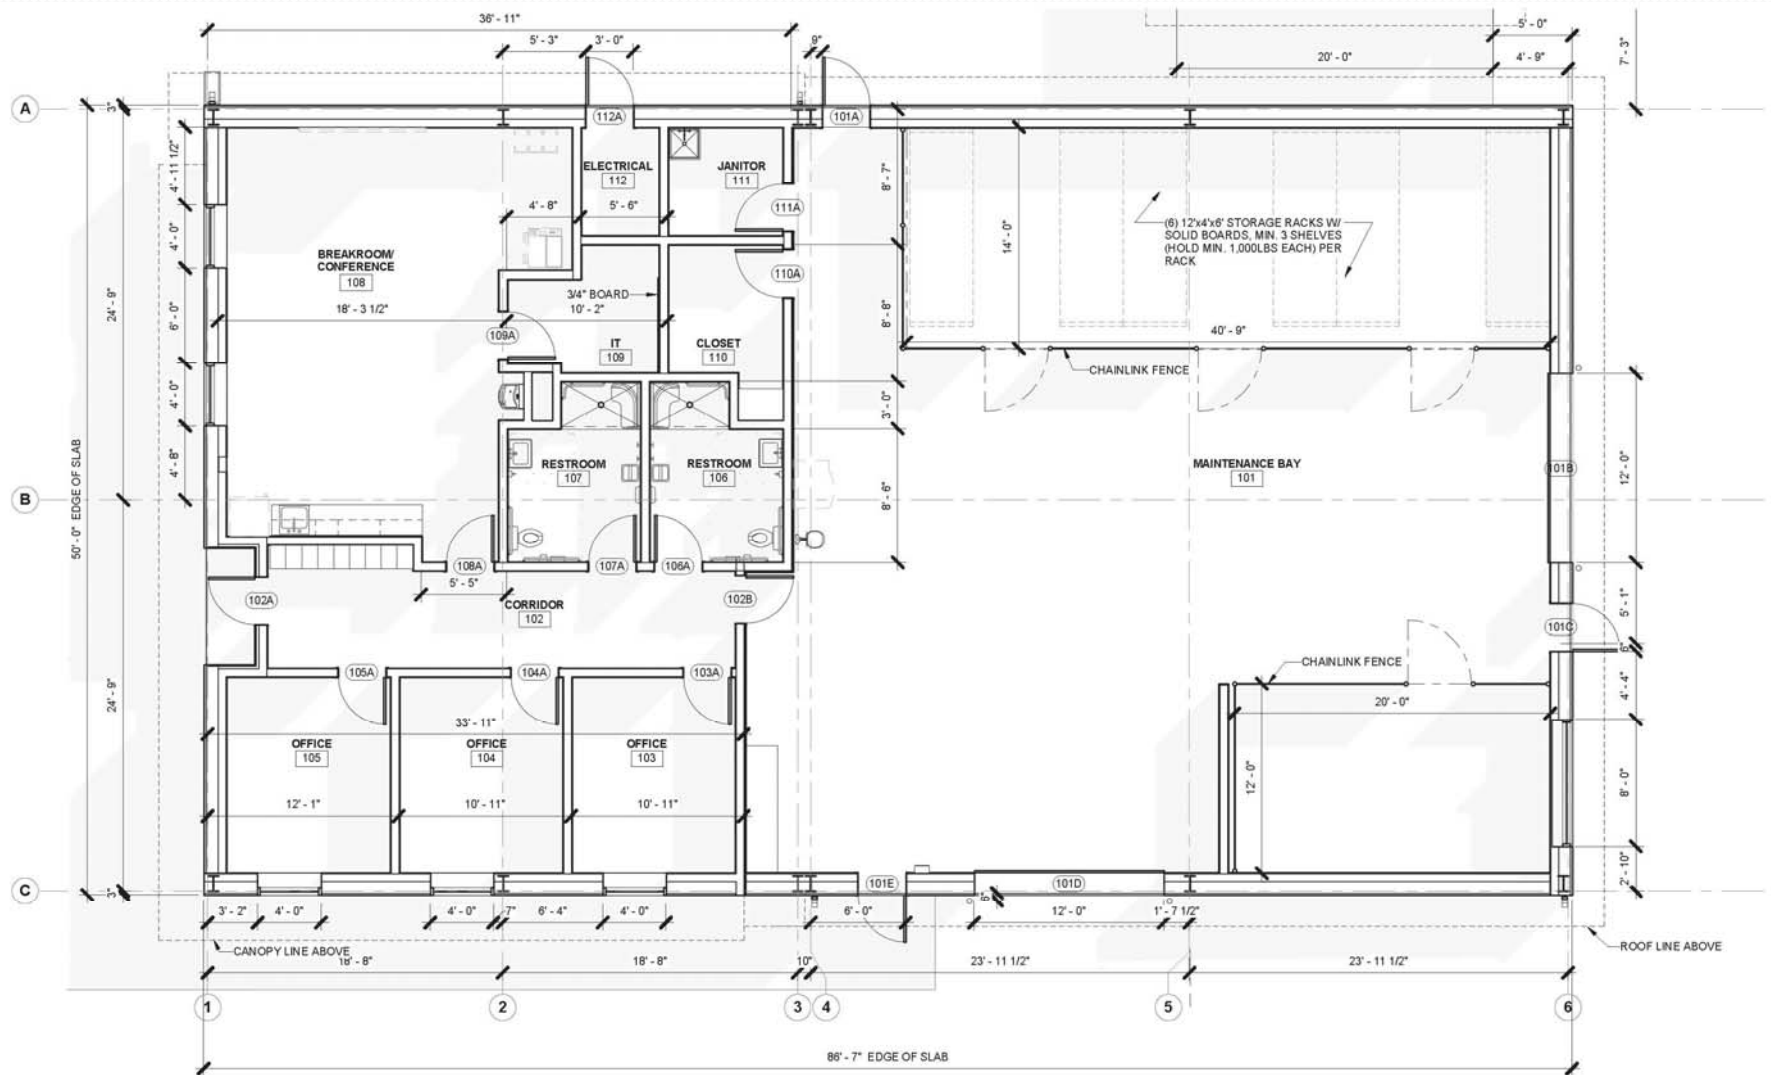 36' - 11"
5' - 0"
5' - 3"
3' - 0"
9"
20' - 0"
4' - 9"
7' - 3"
A
3"
112A
101A
4' - 11 1/2"
ELECTRICAL
112
JANITOR
111
8' - 7"
4' - 8"
5' - 6"
111A
14' - 0"
(6) 12'x4'x6' STORAGE RACKS W/
SOLID BOARDS, MIN. 3 SHELVES
(HOLD MIN. 1,000LBS EACH) PER
RACK
4' - 0"
BREAKROOM/
CONFERENCE
108
110A
24' - 9"
3/4" BOARD
18' - 3 1/2"
10' - 2"
6' - 0"
8' - 8"
109A
40' - 9"
IT
109
CLOSET
110
CHAINLINK FENCE
4' - 0"
3' - 0"
50' - 0" EDGE OF SLAB
4' - 8"
RESTROOM
107
RESTROOM
106
MAINTENANCE BAY
101
101B
12' - 0"
B
8' - 6"
108A
107A
106A
5' - 5"
102A
CORRIDOR
102
102B
5' - 1"
101C
6"
CHAINLINK FENCE
105A
104A
103A
24' - 9"
4' - 4"
20' - 0"
33' - 11"
OFFICE
105
OFFICE
104
OFFICE
103
12' - 0"
8' - 0"
12' - 1"
10' - 11"
10' - 11"
2' - 10"
C
3"
101E
101D
6"
3' - 2"
4' - 0"
4' - 0"
7"
6' - 4"
4' - 0"
6' - 0"
12' - 0"
1' - 7 1/2"
CANOPY LINE ABOVE
ROOF LINE ABOVE
18' - 8"
18' - 8"
10"
23' - 11 1/2"
23' - 11 1/2"
1
2
3
4
5
6
86' - 7" EDGE OF SLAB